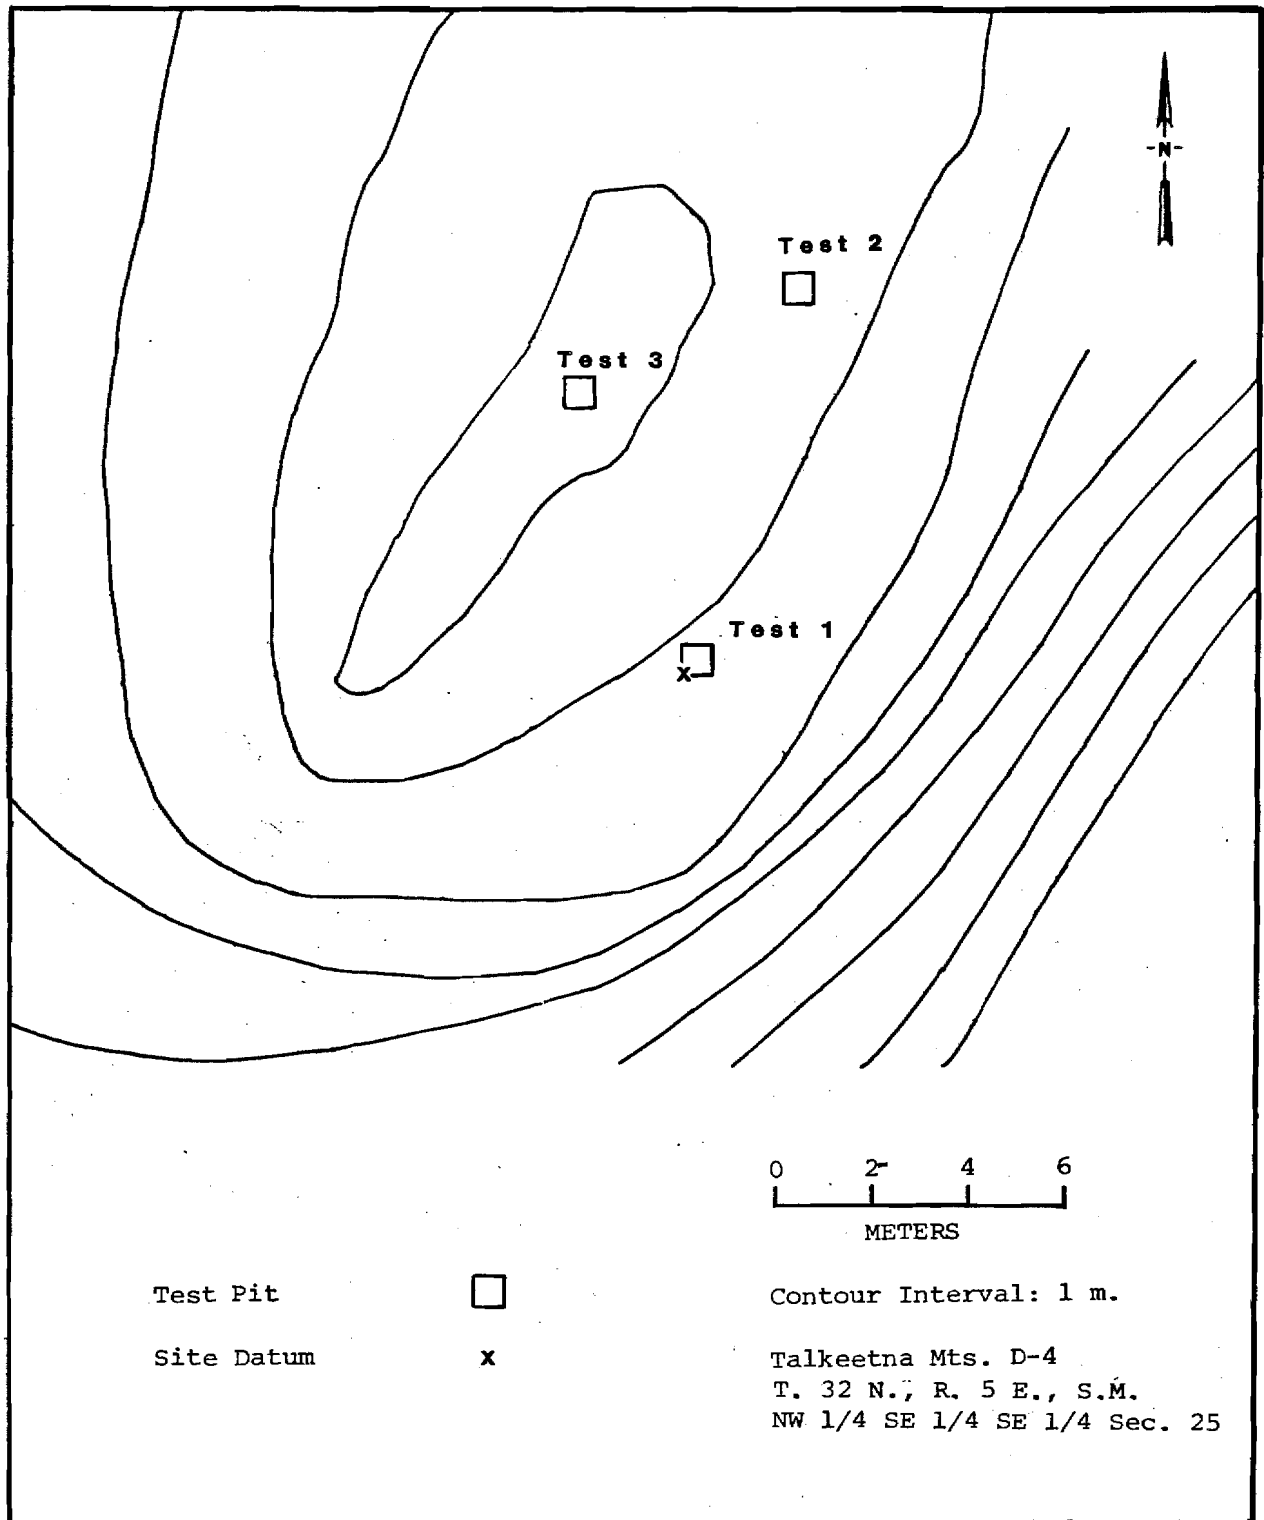 -N-
Test 2
Test 3
Test 1
0 2 4 6
METERS
Test Pit
Contour Interval: 1 m.
Site Datum x
Talkeetna Mts. D-4
T. 32 N., R. 5 E., S.M.
NW 1/4 SE 1/4 SE 1/4 Sec. 25
x